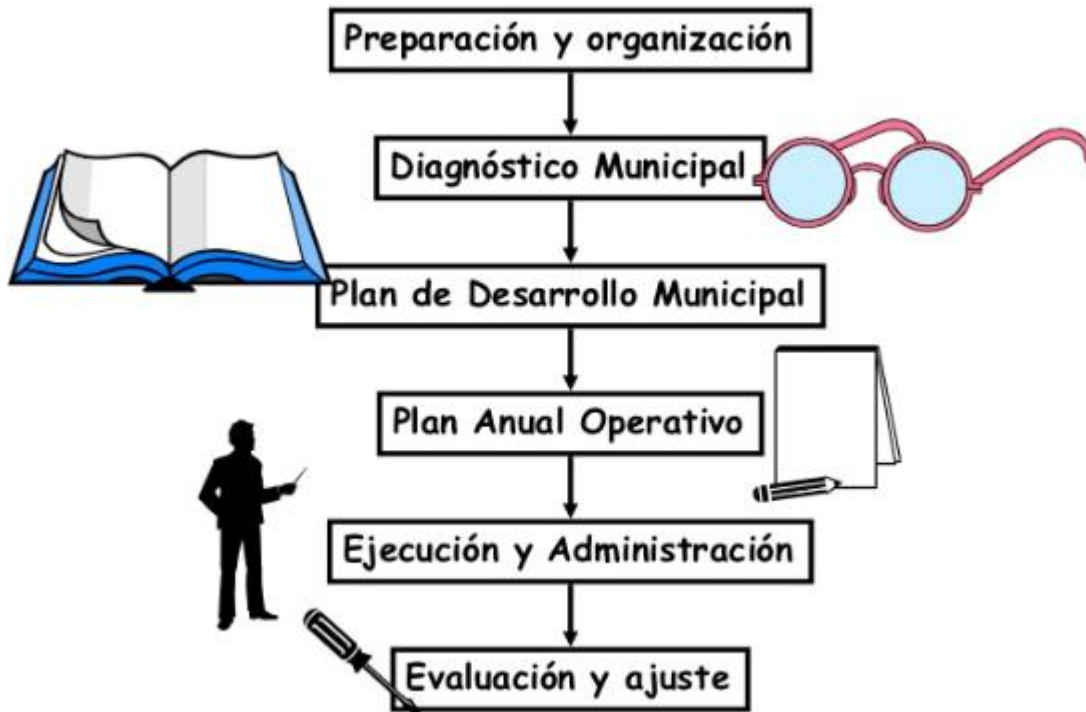 Preparación y organización
Diagnóstico Municipal
Plan de Desarrollo Municipal
Plan Anual Operativo
Ejecución y Administración
Evaluación y ajuste